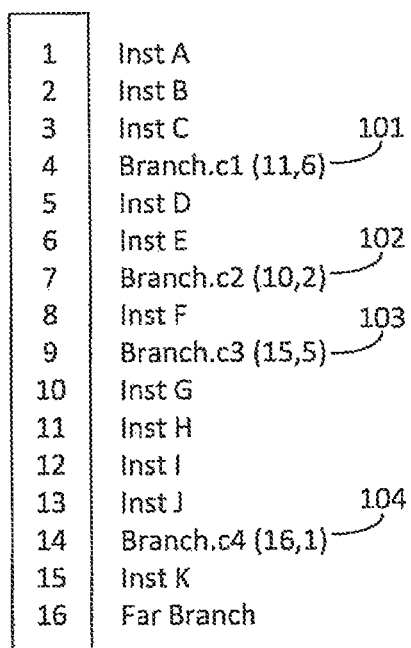 1 Inst A
2 Inst B
3 Inst C 101
4 Branch.c1 (11,6)
5 Inst D
6 Inst E 102
7 Branch.c2 (10,2)
8 Inst F 103
9 Branch.c3 (15,5)
10 Inst G
11 Inst H
12 Inst I
13 Inst J 104
14 Branch.c4 (16,1)
15 Inst K
16 Far Branch